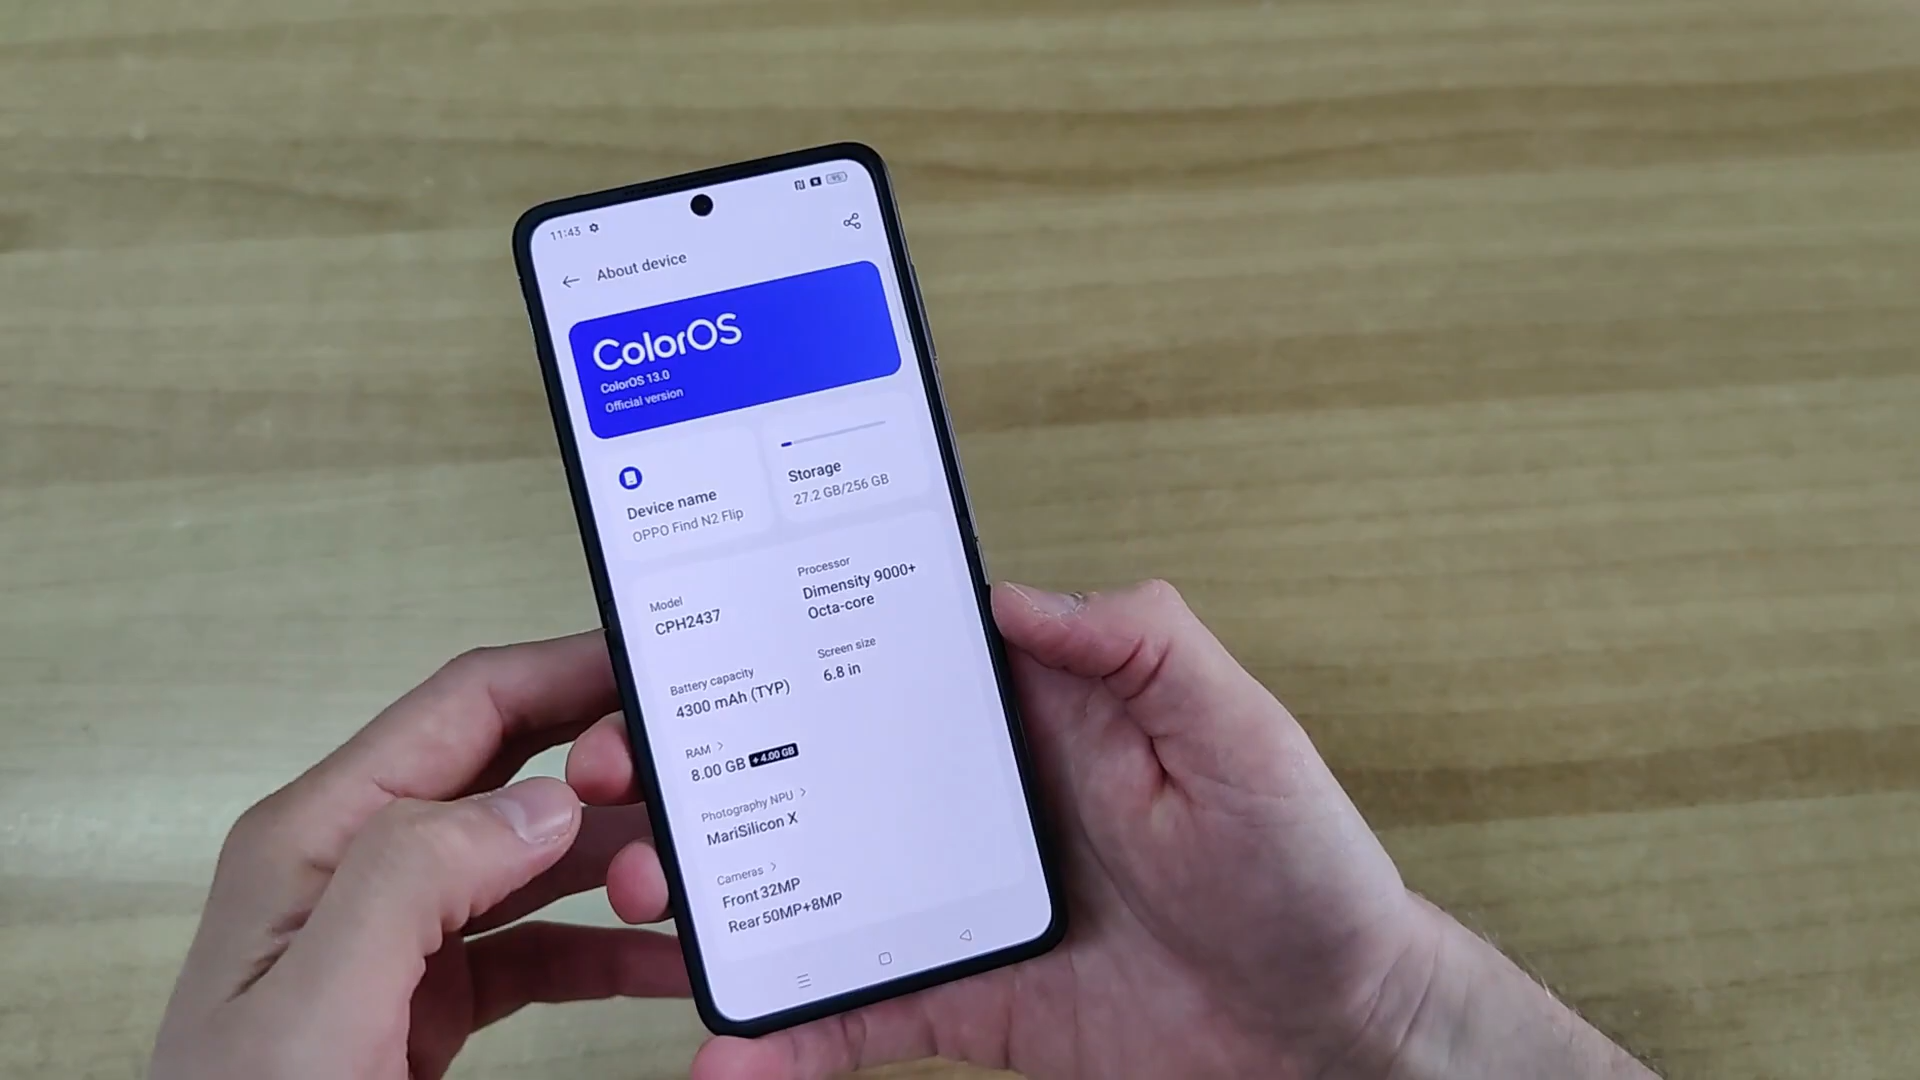 11:43
About device
ColorOS
ColorOS 13.0
Official version
Device name
OPPO Find N2 Flip
Storage
27.2 GB/256 GB
Model
CPH2437
Processor
Dimensity 9000+
Octa-core
Battery capacity
4300 mAh (TYP)
Screen size
6.8 in
RAM >
8.00 GB +4.00 GB
Photography NPU >
MariSilicon X
Cameras >
Front 32MP
Rear 50MP+8MP